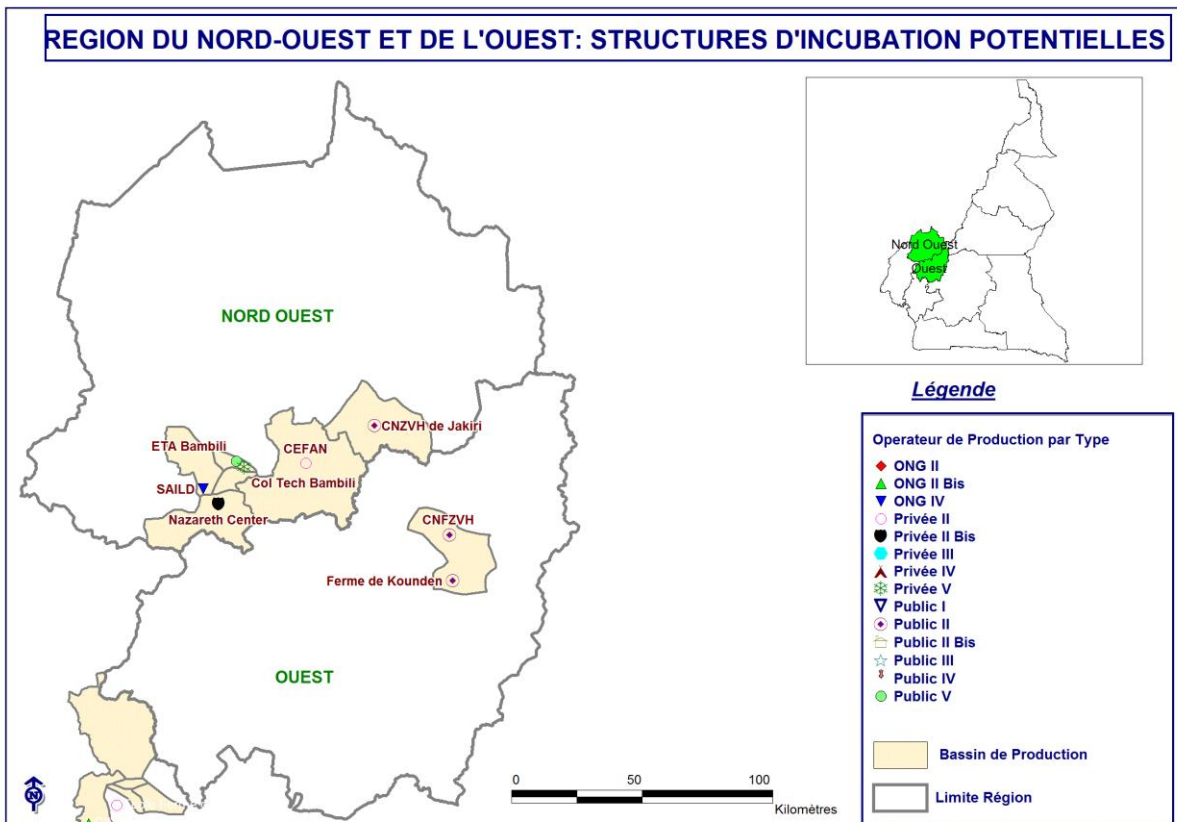 REGION DU NORD-OUEST ET DE L'OUEST: STRUCTURES D'INCUBATION POTENTIELLES
Nord Ouest
Ouest
NORD OUEST
ETA Bambili
CEFAN
CNZVH de Jakiri
SAILD
Col Tech Bambili
Nazareth Center
CNFZVH
Ferme de Kounden
OUEST
N
0 50 100
Kilomètres
Légende
Operateur de Production par Type
ONG II
ONG II Bis
ONG IV
Privée II
Privée II Bis
Privée III
Privée IV
Privée V
Public I
Public II
Public II Bis
Public III
Public IV
Public V
Bassin de Production
Limite Région